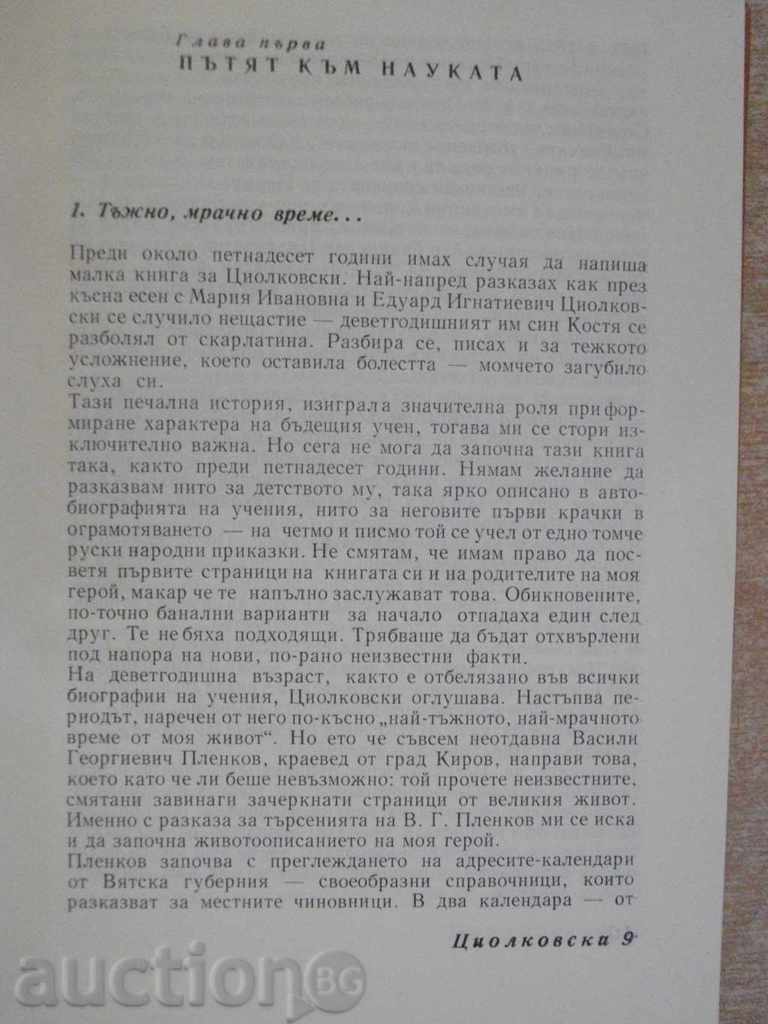 Глава първа
ПЪТЯТ КЪМ НАУКАТА
1. Тъжно, мрачно време...
Преди около петнадесет години имах случая да напиша
малка книга за Циолковски. Най-напред разказах как през
късна есен с Мария Ивановна и Едуард Игнатиевич Циолков-
ски се случило нещастие — деветгодишният им син Костя се
разболял от скарлатина. Разбира се, писах и за тежкото
усложнение, което оставила болестта — момчето загубило
слуха си.
Тази печална история, изиграла значителна роля при фор-
миране характера на бъдещия учен, тогава ми се стори из-
ключително важна. Но сега не мога да започна тази книга
така, както преди петнадесет години. Нямам желание да
разказвам нито за детството му, така ярко описано в авто-
биографията на учения, нито за неговите първи крачки в
ограмотяването — на четмо и писмо той се учел от едно томче
руски народни приказки. Не смятам, че имам право да пос-
ветя първите страници на книгата си и на родителите на моя
герой, макар че те напълно заслужават това. Обикновените,
по-точно банални варианти за начало отпадаха един след
друг. Те не бяха подходящи. Трябваше да бъдат отхвърлени
под напора на нови, по-рано неизвестни факти.
На деветгодишна възраст, както е отбелязано във всички
биографии на учения, Циолковски оглушава. Настъпва пе-
риодът, наречен от него по-късно „най-тъжното, най-мрачното
време от моя живот“. Но ето че съвсем неотдавна Васили
Георгиевич Пленков, краевед от град Киров, направи това,
което като че ли беше невъзможно: той прочете неизвестните,
смятани завинаги зачеркнати страници от великия живот.
Именно с разказа за търсенията на В. Г. Пленков ми се иска
и да започна животоописанието на моя герой.
Пленков започва с преглеждането на адресите-календари
от Вятска губерния — своеобразни справочници, които
разказват за местните чиновници. В два календара — от
Циолковска 9
auctionBG